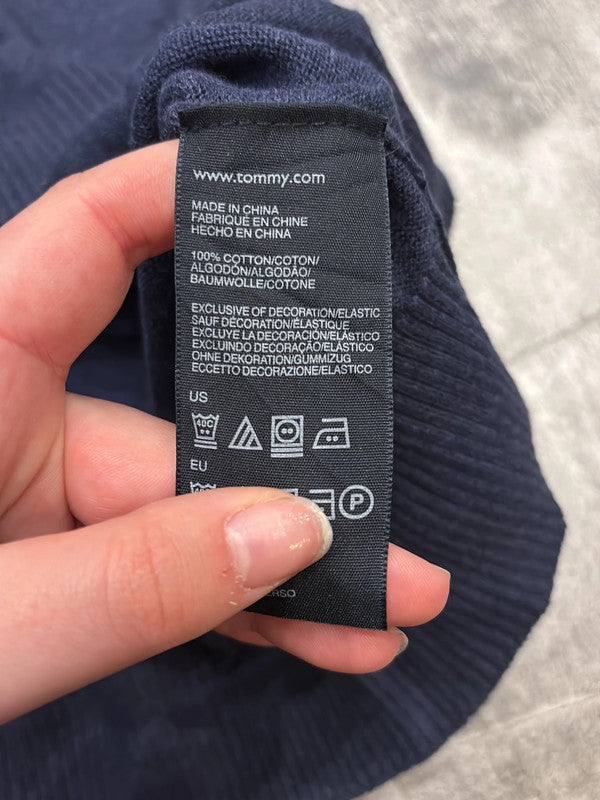 www.tommy.com
MADE IN CHINA
FABRIQUÉ EN CHINE
HECHO EN CHINA
100% COTTON/COTON/
ALGODÓN/ALGODÃO/
BAUMWOLLE/COTONE
EXCLUSIVE OF DECORATION/ELASTIC
SAUF DÉCORATION/ÉLASTIQUE
EXCLUYE LA DECORACIÓN/ELÁSTICO
EXCLUINDO DECORAÇÃO/ELÁSTICO
OHNE DEKORATION/GUMMIZUG
ECCETTO DECORAZIONE/ELASTICO
US
40C
EU
P